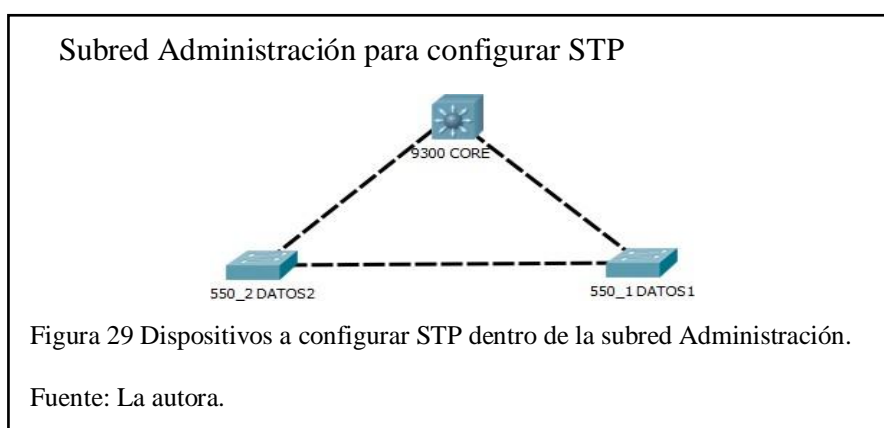 Subred Administración para configurar STP
9300 CORE
550_2 DATOS2
550_1 DATOS1
Figura 29 Dispositivos a configurar STP dentro de la subred Administración.
Fuente: La autora.